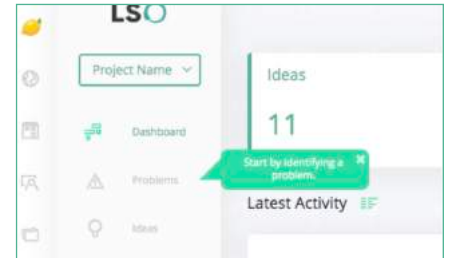 LSO
Project Name
Dashboard
Problems
Ideas
Ideas
11
Start by identifying a
problem.
Latest Activity